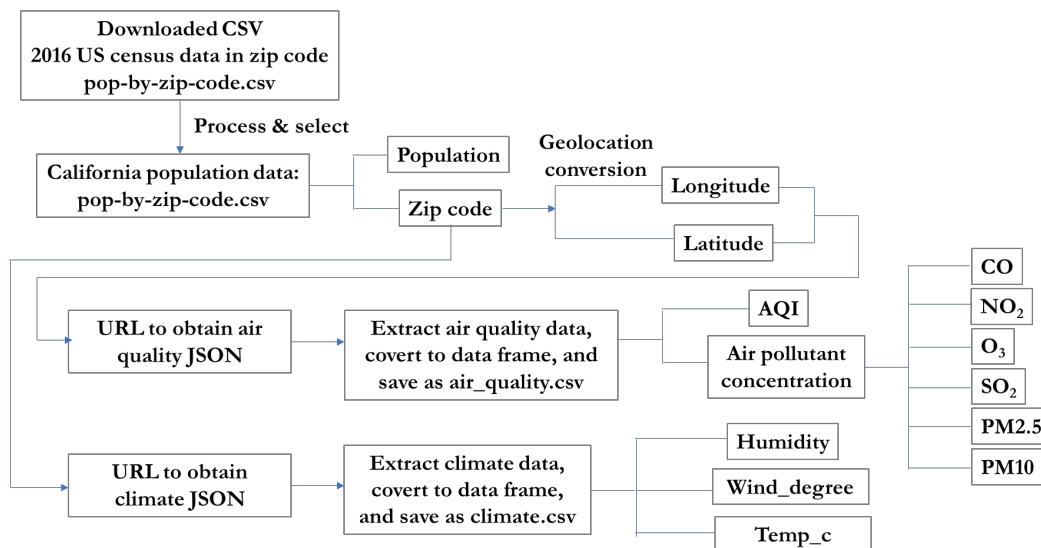 Downloaded CSV
2016 US census data in zip code
pop-by-zip-code.csv
Process & select
California population data:
pop-by-zip-code.csv
Population
Zip code
Geolocation
conversion
Longitude
Latitude
URL to obtain air
quality JSON
Extract air quality data,
covert to data frame, and
save as air_quality.csv
AQI
Air pollutant
concentration
CO
NO₂
O₃
SO₂
PM2.5
PM10
URL to obtain
climate JSON
Extract climate data,
covert to data frame,
and save as climate.csv
Humidity
Wind_degree
Temp_c